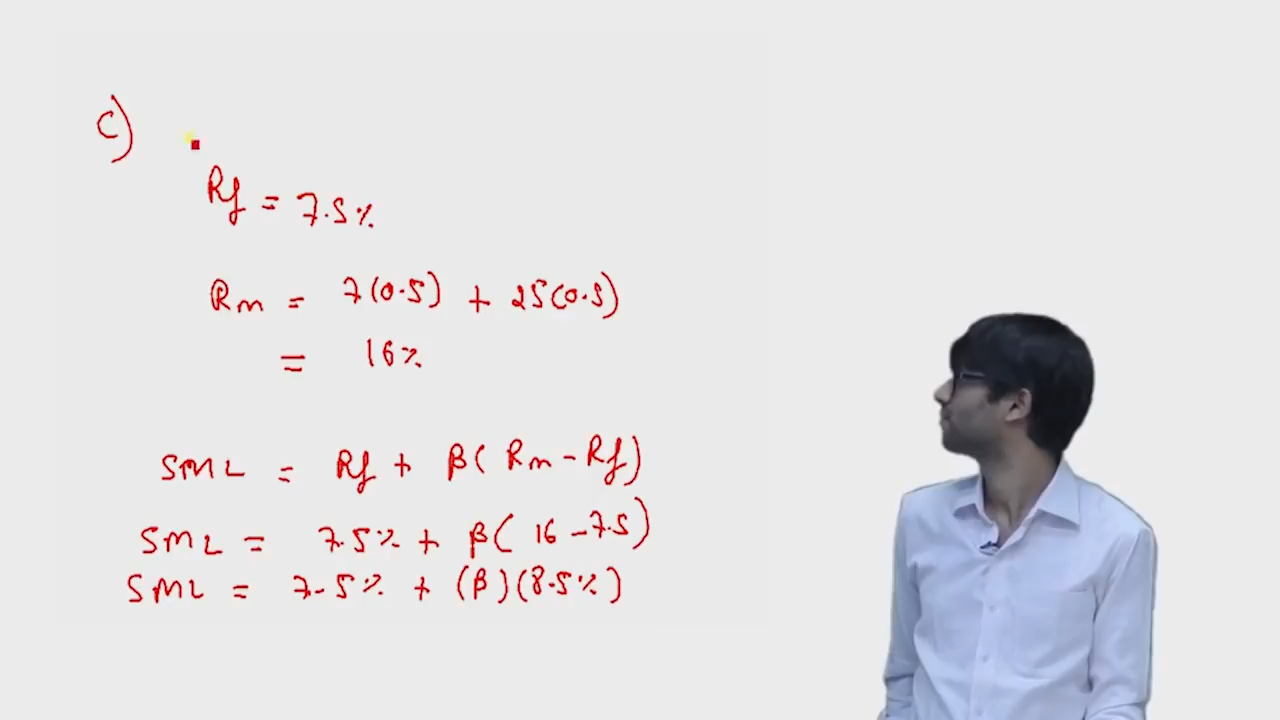 c)
Rf = 7.5%
Rm = 7(0.5) + 25(0.5)
= 16%
SML = Rf + β( Rm - Rf)
SML = 7.5% + β( 16 - 7.5)
SML = 7.5% + (β)(8.5%)